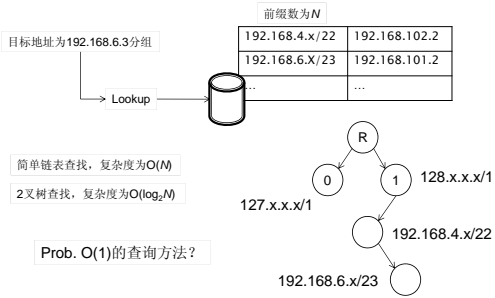 前缀数为N
目标地址为192.168.6.3分组
192.168.4.x/22 192.168.102.2
192.168.6.X/23 192.168.101.2
... ...
Lookup
R
简单链表查找，复杂度为O(N)
0 1 128.x.x.x/1
2叉树查找，复杂度为O(log₂N)
127.x.x.x/1
192.168.4.x/22
Prob. O(1)的查询方法？
192.168.6.x/23